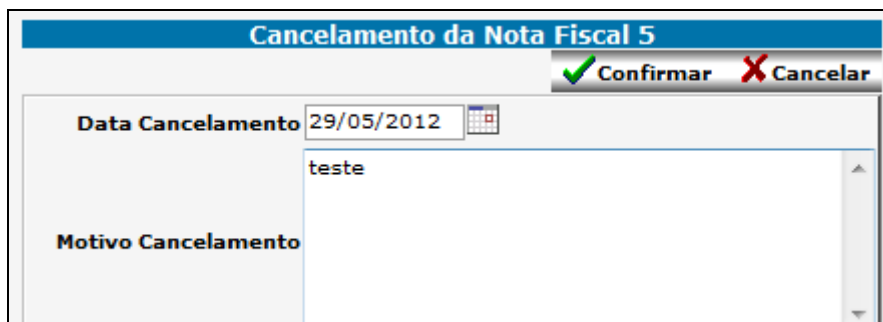 Cancelamento da Nota Fiscal 5
Confirmar Cancelar
Data Cancelamento 29/05/2012
teste
Motivo Cancelamento